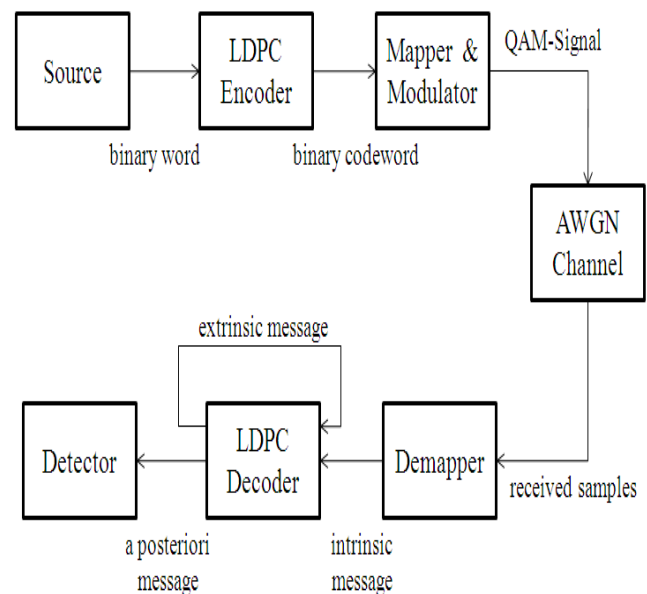 Source
LDPC
Encoder
Mapper &
Modulator
QAM-Signal
binary word
binary codeword
AWGN
Channel
extrinsic message
Detector
LDPC
Decoder
Demapper
received samples
a posteriori
message
intrinsic
message